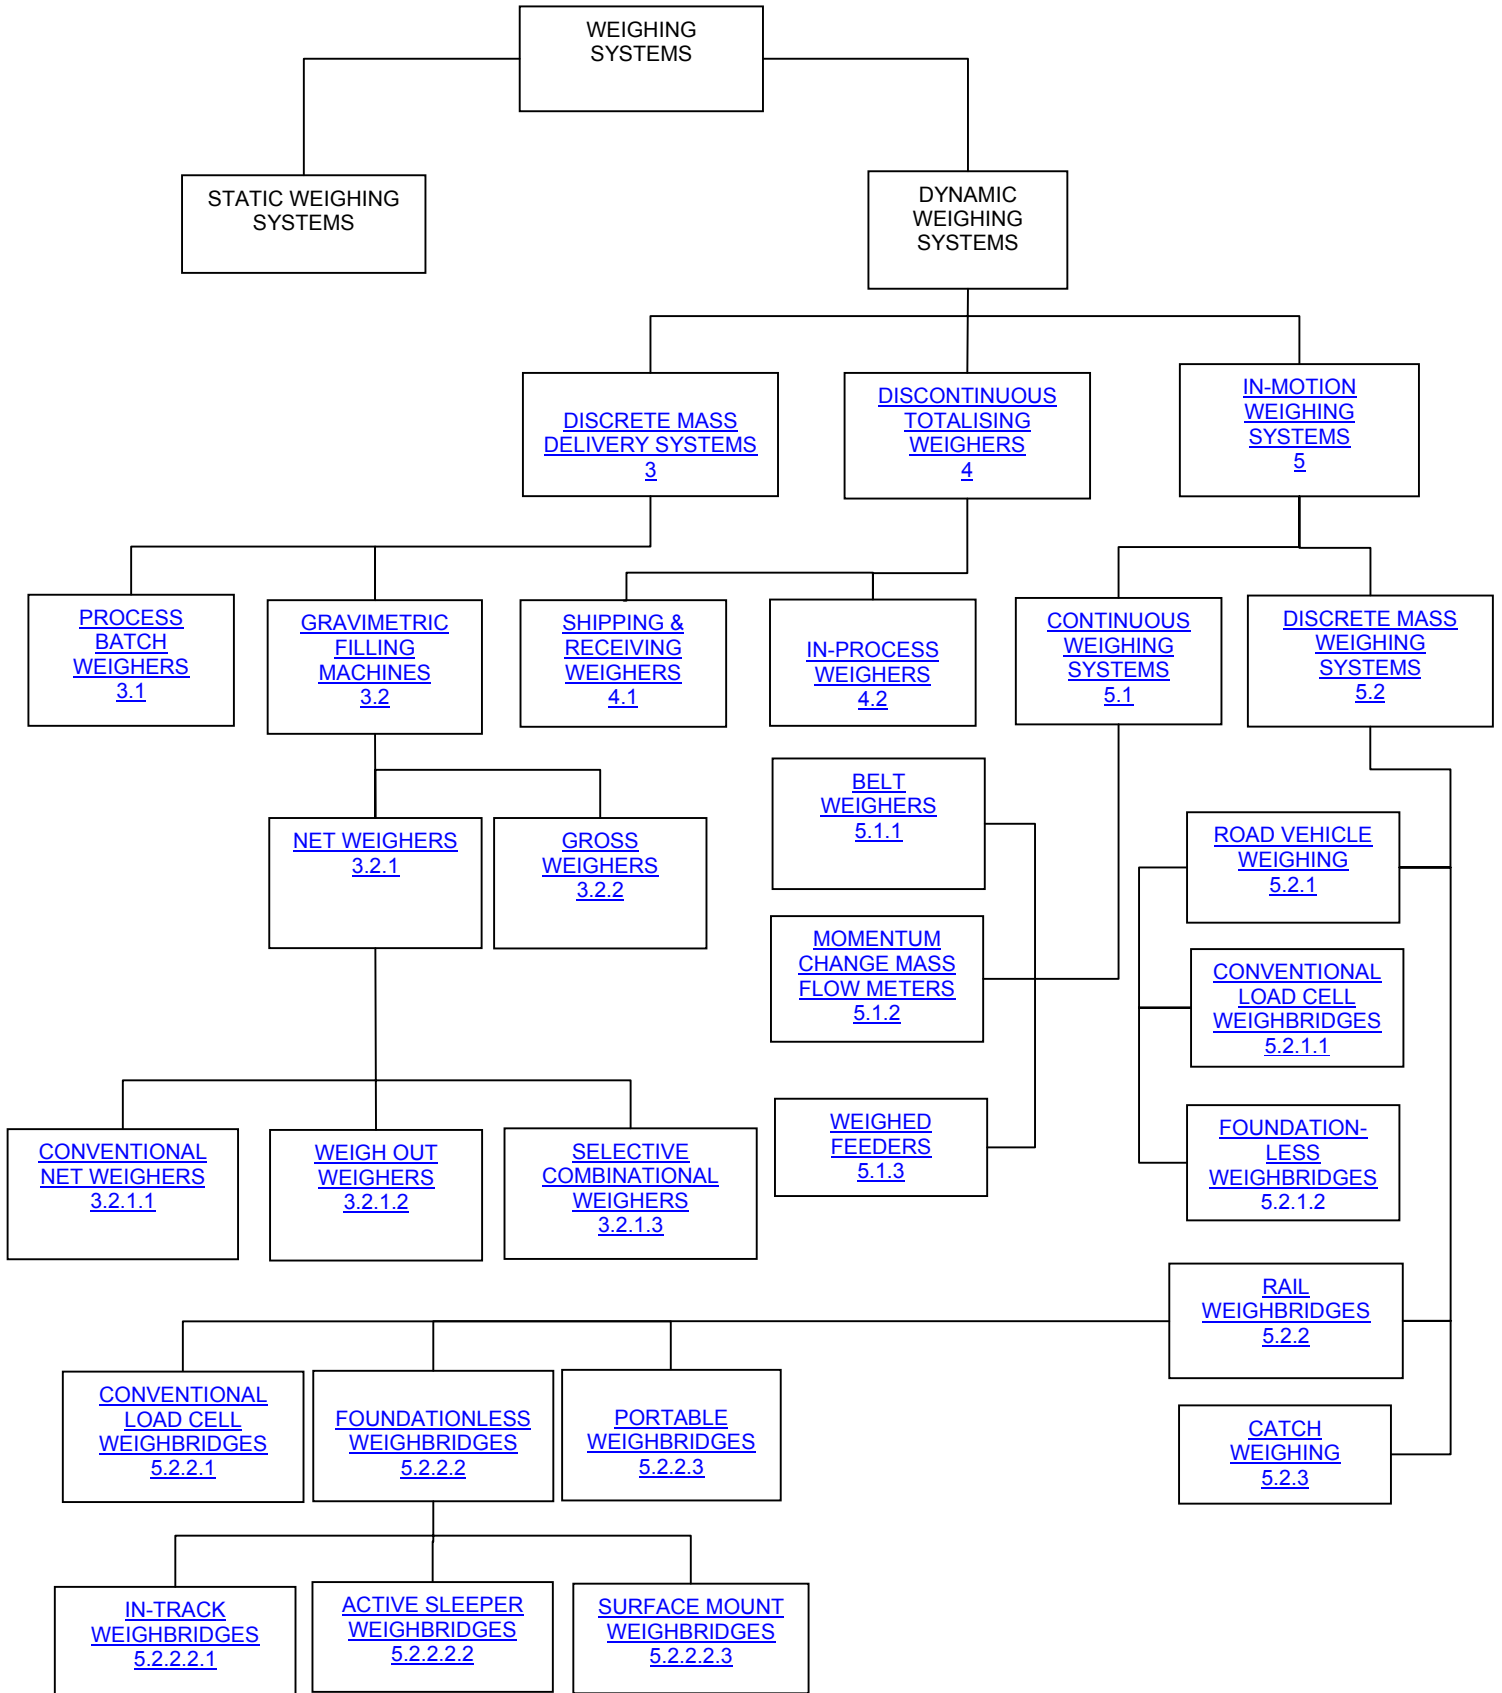 WEIGHING
SYSTEMS
STATIC WEIGHING
SYSTEMS
DYNAMIC
WEIGHING
SYSTEMS
DISCRETE MASS
DELIVERY SYSTEMS
3
DISCONTINUOUS
TOTALISING
WEIGHERS
4
IN-MOTION
WEIGHING
SYSTEMS
5
PROCESS
BATCH
WEIGHERS
3.1
GRAVIMETRIC
FILLING
MACHINES
3.2
SHIPPING &
RECEIVING
WEIGHERS
4.1
IN-PROCESS
WEIGHERS
4.2
CONTINUOUS
WEIGHING
SYSTEMS
5.1
DISCRETE MASS
WEIGHING
SYSTEMS
5.2
NET WEIGHERS
3.2.1
GROSS
WEIGHERS
3.2.2
BELT
WEIGHERS
5.1.1
ROAD VEHICLE
WEIGHING
5.2.1
MOMENTUM
CHANGE MASS
FLOW METERS
5.1.2
CONVENTIONAL
LOAD CELL
WEIGHBRIDGES
5.2.1.1
WEIGHED
FEEDERS
5.1.3
FOUNDATION-
LESS
WEIGHBRIDGES
5.2.1.2
CONVENTIONAL
NET WEIGHERS
3.2.1.1
WEIGH OUT
WEIGHERS
3.2.1.2
SELECTIVE
COMBINATIONAL
WEIGHERS
3.2.1.3
RAIL
WEIGHBRIDGES
5.2.2
CONVENTIONAL
LOAD CELL
WEIGHBRIDGES
5.2.2.1
FOUNDATIONLESS
WEIGHBRIDGES
5.2.2.2
PORTABLE
WEIGHBRIDGES
5.2.2.3
CATCH
WEIGHING
5.2.3
IN-TRACK
WEIGHBRIDGES
5.2.2.2.1
ACTIVE SLEEPER
WEIGHBRIDGES
5.2.2.2.2
SURFACE MOUNT
WEIGHBRIDGES
5.2.2.2.3